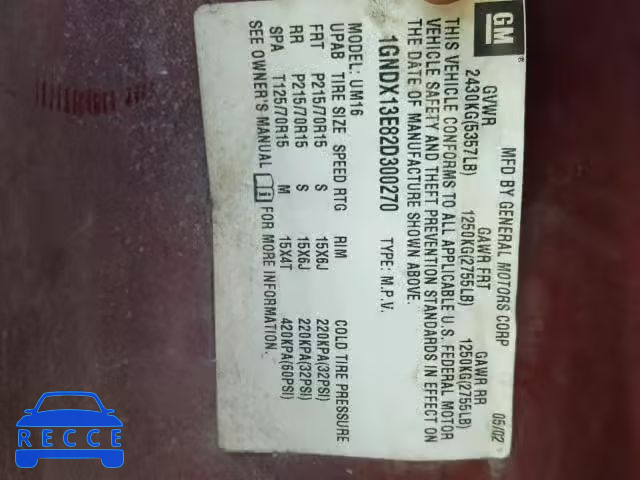 GM
MFD BY GENERAL MOTORS CORP 05/02
GVWR GAWR FRT GAWR RR
2430KG(5357LB) 1250KG(2755LB) 1250KG(2755LB)
THIS VEHICLE CONFORMS TO ALL APPLICABLE U.S. FEDERAL MOTOR
VEHICLE SAFETY AND THEFT PREVENTION STANDARDS IN EFFECT ON
THE DATE OF MANUFACTURE SHOWN ABOVE.
1GNDX13E82D300270 TYPE: M.P.V.
MODEL: UM16
UPAB TIRE SIZE SPEED RTG RIM COLD TIRE PRESSURE
FRT P215/70R15 S 15X6J 220KPA(32PSI)
RR P215/70R15 S 15X6J 220KPA(32PSI)
SPA T125/70R15 M 15X4T 420KPA(60PSI)
SEE OWNER'S MANUAL FOR MORE INFORMATION.
EPICVIN